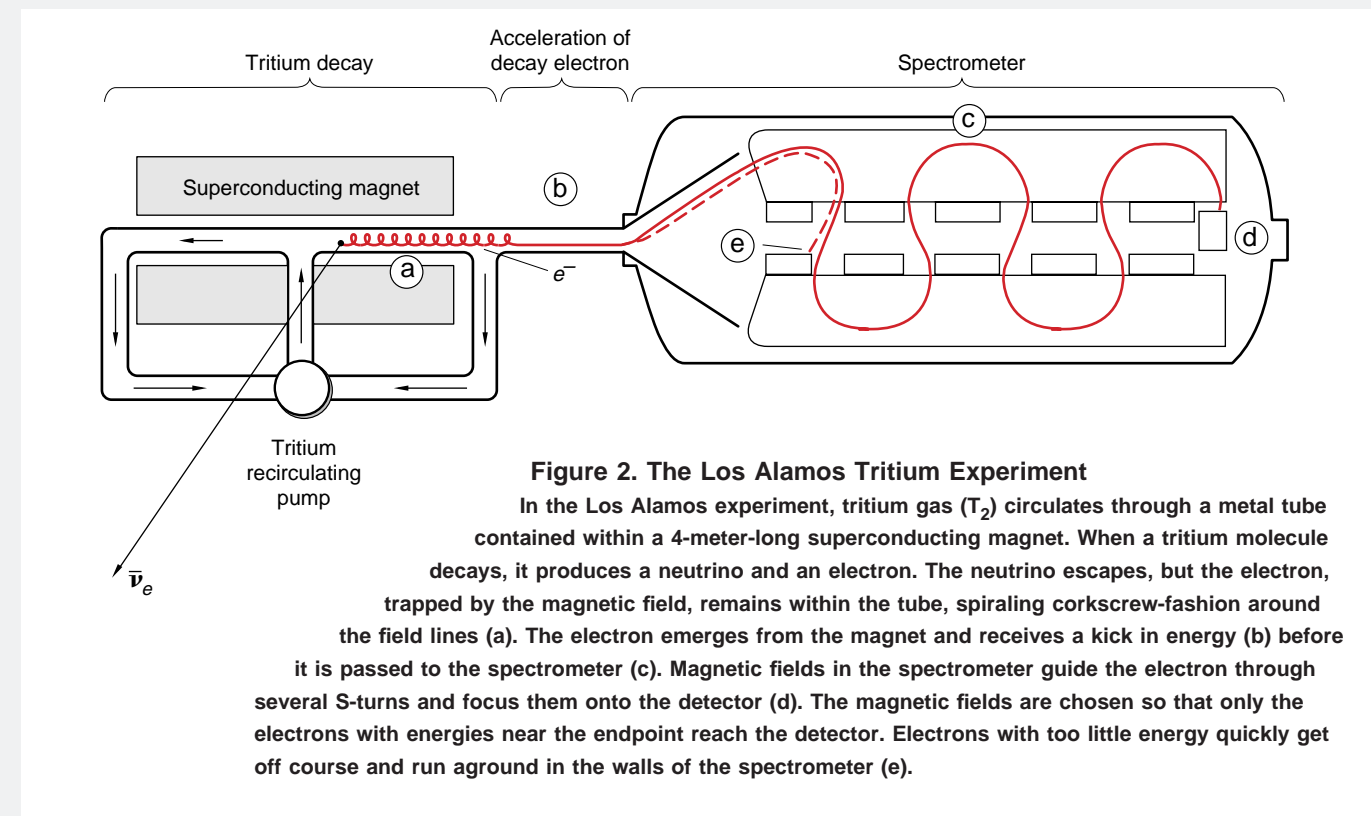 Tritium decay
Acceleration of
decay electron
Spectrometer
Superconducting magnet
a
b
c
d
e
e−
Tritium
recirculating
pump
ν̅e
Figure 2. The Los Alamos Tritium Experiment
In the Los Alamos experiment, tritium gas (T2) circulates through a metal tube
contained within a 4-meter-long superconducting magnet. When a tritium molecule
decays, it produces a neutrino and an electron. The neutrino escapes, but the electron,
trapped by the magnetic field, remains within the tube, spiraling corkscrew-fashion around
the field lines (a). The electron emerges from the magnet and receives a kick in energy (b) before
it is passed to the spectrometer (c). Magnetic fields in the spectrometer guide the electron through
several S-turns and focus them onto the detector (d). The magnetic fields are chosen so that only the
electrons with energies near the endpoint reach the detector. Electrons with too little energy quickly get
off course and run aground in the walls of the spectrometer (e).